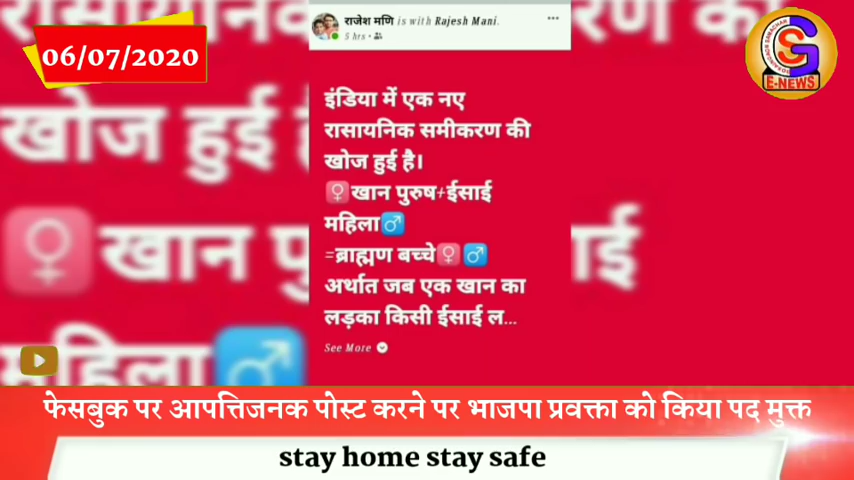 06/07/2020
राजेश मणि is with Rajesh Mani.
5 hrs
इंडिया में एक नए
रासायनिक समीकरण की
खोज हुई है।
♀️खान पुरुष+ईसाई
महिला♂️
=ब्राह्मण बच्चे♀️♂️
अर्थात जब एक खान का
लड़का किसी ईसाई ल...
See More
E-NEWS
फेसबुक पर आपत्तिजनक पोस्ट करने पर भाजपा प्रवक्ता को किया पद मुक्त
stay home stay safe